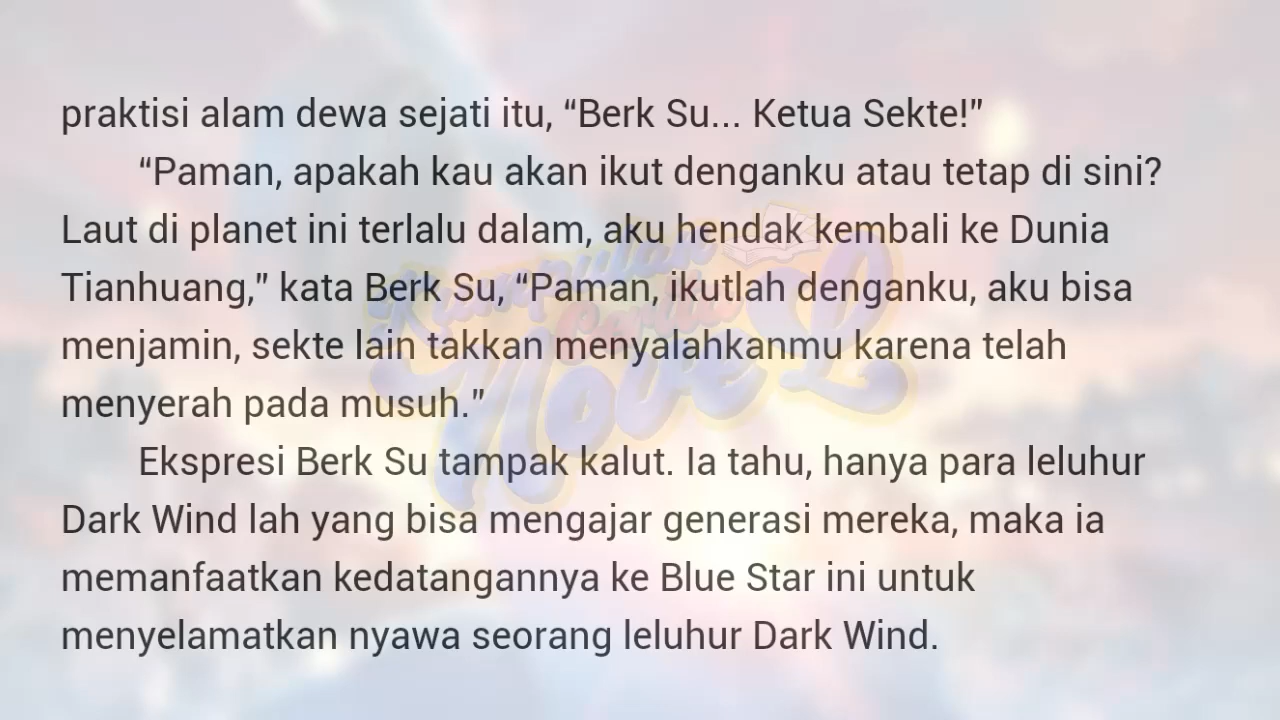 praktisi alam dewa sejati itu, “Berk Su... Ketua Sekte!”
“Paman, apakah kau akan ikut denganku atau tetap di sini?
Laut di planet ini terlalu dalam, aku hendak kembali ke Dunia
Tianhuang,” kata Berk Su, “Paman, ikutlah denganku, aku bisa
menjamin, sekte lain takkan menyalahkanmu karena telah
menyerah pada musuh.”
Ekspresi Berk Su tampak kalut. Ia tahu, hanya para leluhur
Dark Wind lah yang bisa mengajar generasi mereka, maka ia
memanfaatkan kedatangannya ke Blue Star ini untuk
menyelamatkan nyawa seorang leluhur Dark Wind.
Kumpulan
Cerita
NoveL